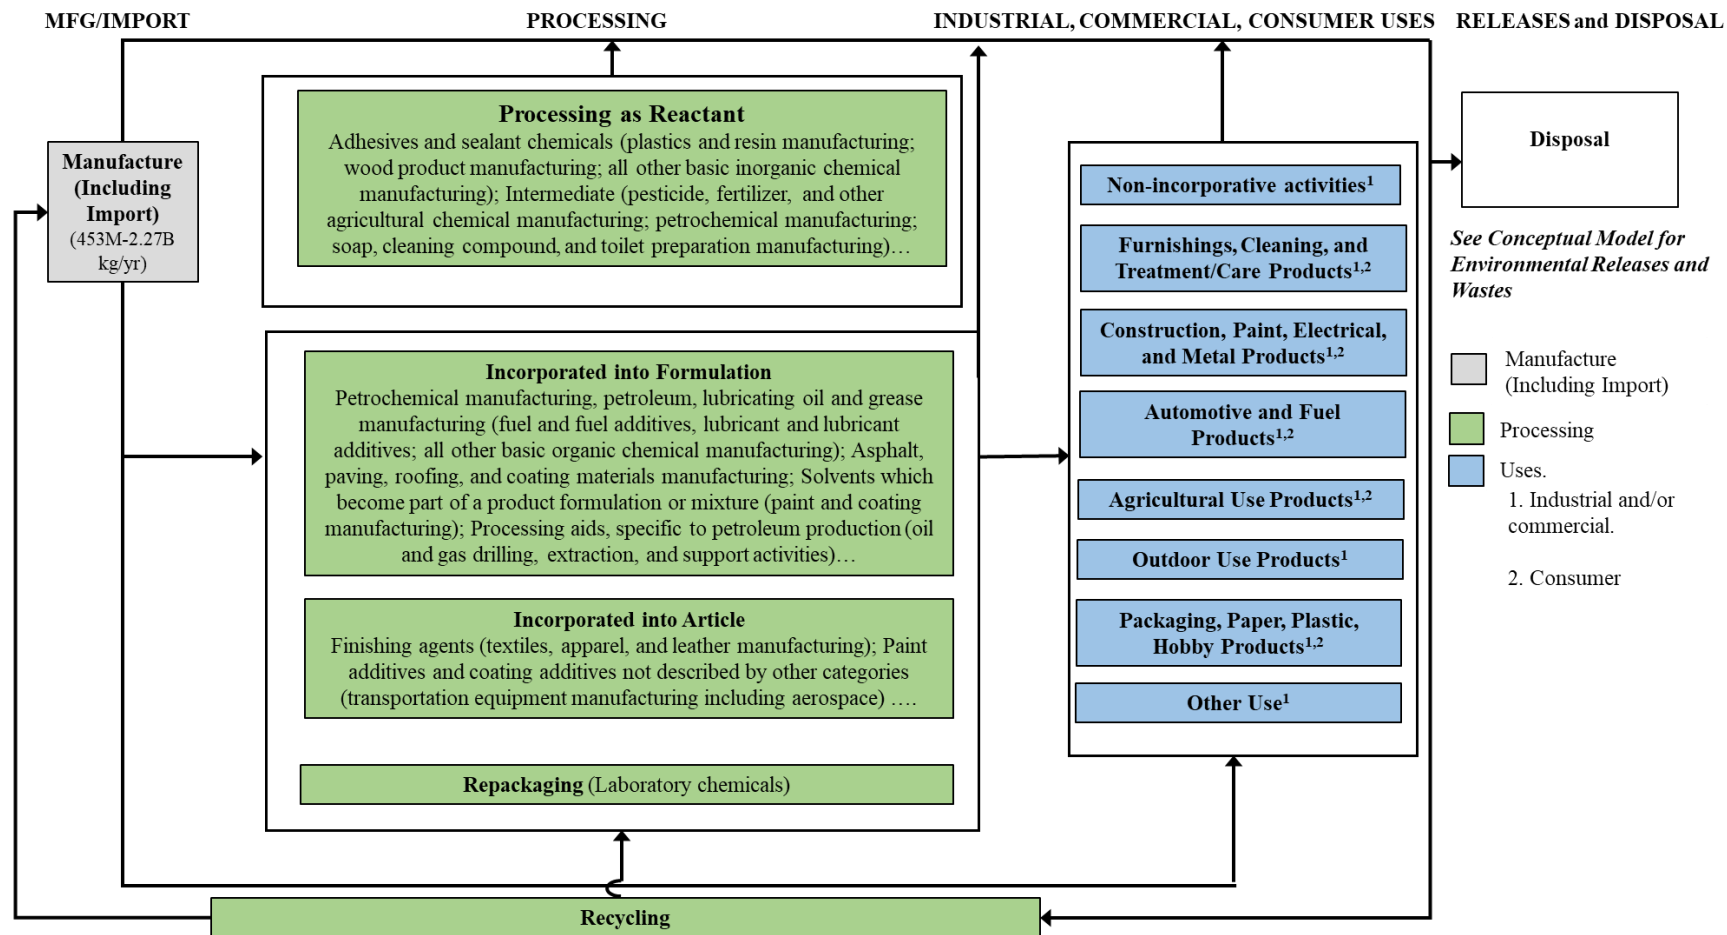 MFG/IMPORT
PROCESSING
INDUSTRIAL, COMMERCIAL, CONSUMER USES
RELEASES and DISPOSAL
Manufacture
(Including
Import)
(453M-2.27B
kg/yr)
Processing as Reactant
Adhesives and sealant chemicals (plastics and resin manufacturing;
wood product manufacturing; all other basic inorganic chemical
manufacturing); Intermediate (pesticide, fertilizer, and other
agricultural chemical manufacturing; petrochemical manufacturing;
soap, cleaning compound, and toilet preparation manufacturing)…
Incorporated into Formulation
Petrochemical manufacturing, petroleum, lubricating oil and grease
manufacturing (fuel and fuel additives, lubricant and lubricant
additives; all other basic organic chemical manufacturing); Asphalt,
paving, roofing, and coating materials manufacturing; Solvents which
become part of a product formulation or mixture (paint and coating
manufacturing); Processing aids, specific to petroleum production (oil
and gas drilling, extraction, and support activities)…
Incorporated into Article
Finishing agents (textiles, apparel, and leather manufacturing); Paint
additives and coating additives not described by other categories
(transportation equipment manufacturing including aerospace) ….
Repackaging (Laboratory chemicals)
Recycling
Non-incorporative activities¹
Furnishings, Cleaning, and
Treatment/Care Products¹,²
Construction, Paint, Electrical,
and Metal Products¹,²
Automotive and Fuel
Products¹,²
Agricultural Use Products¹,²
Outdoor Use Products¹
Packaging, Paper, Plastic,
Hobby Products¹,²
Other Use¹
Disposal
See Conceptual Model for
Environmental Releases and
Wastes
Manufacture
(Including Import)
Processing
Uses.
1. Industrial and/or
commercial.
2. Consumer